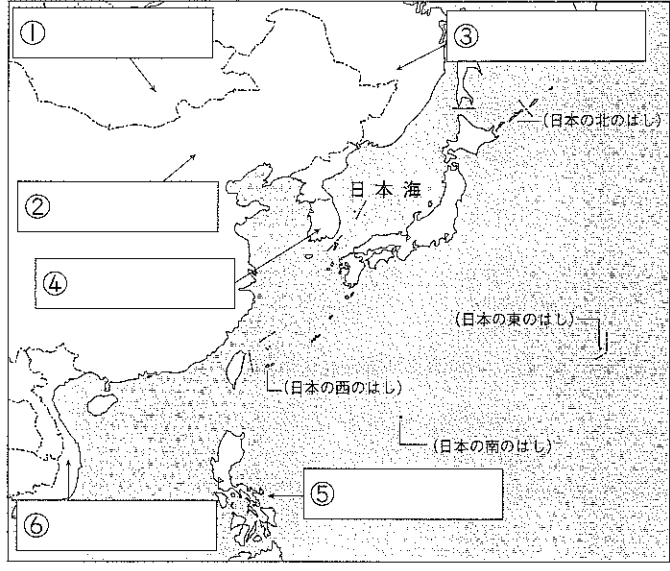 ①
③
(日本の北のはし)
日本海
②
④
(日本の東のはし)
(日本の西のはし)
(日本の南のはし)
⑤
⑥